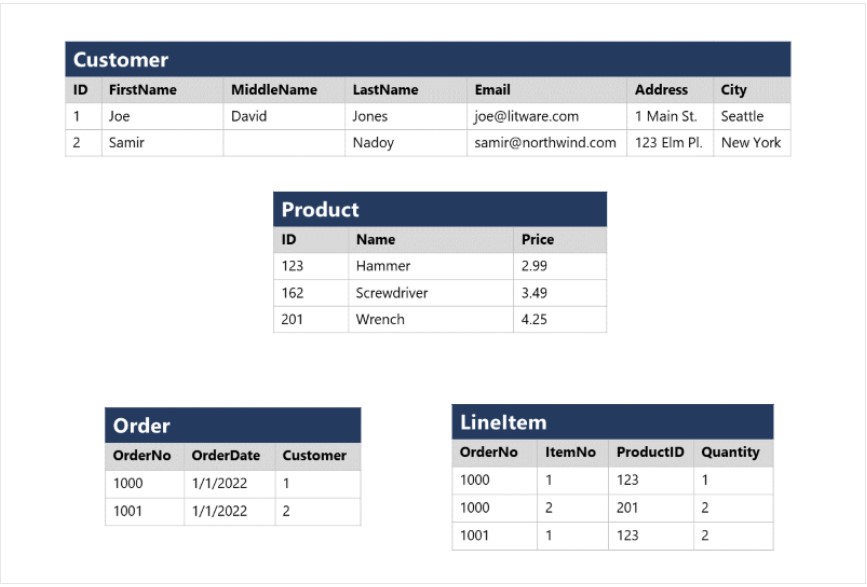 Customer
ID FirstName MiddleName LastName Email Address City
1 Joe David Jones joe@litware.com 1 Main St. Seattle
2 Samir Nadoy samir@northwind.com 123 Elm Pl. New York
Product
ID Name Price
123 Hammer 2.99
162 Screwdriver 3.49
201 Wrench 4.25
Order
OrderNo OrderDate Customer
1000 1/1/2022 1
1001 1/1/2022 2
LineItem
OrderNo ItemNo ProductID Quantity
1000 1 123 1
1000 2 201 2
1001 1 123 2